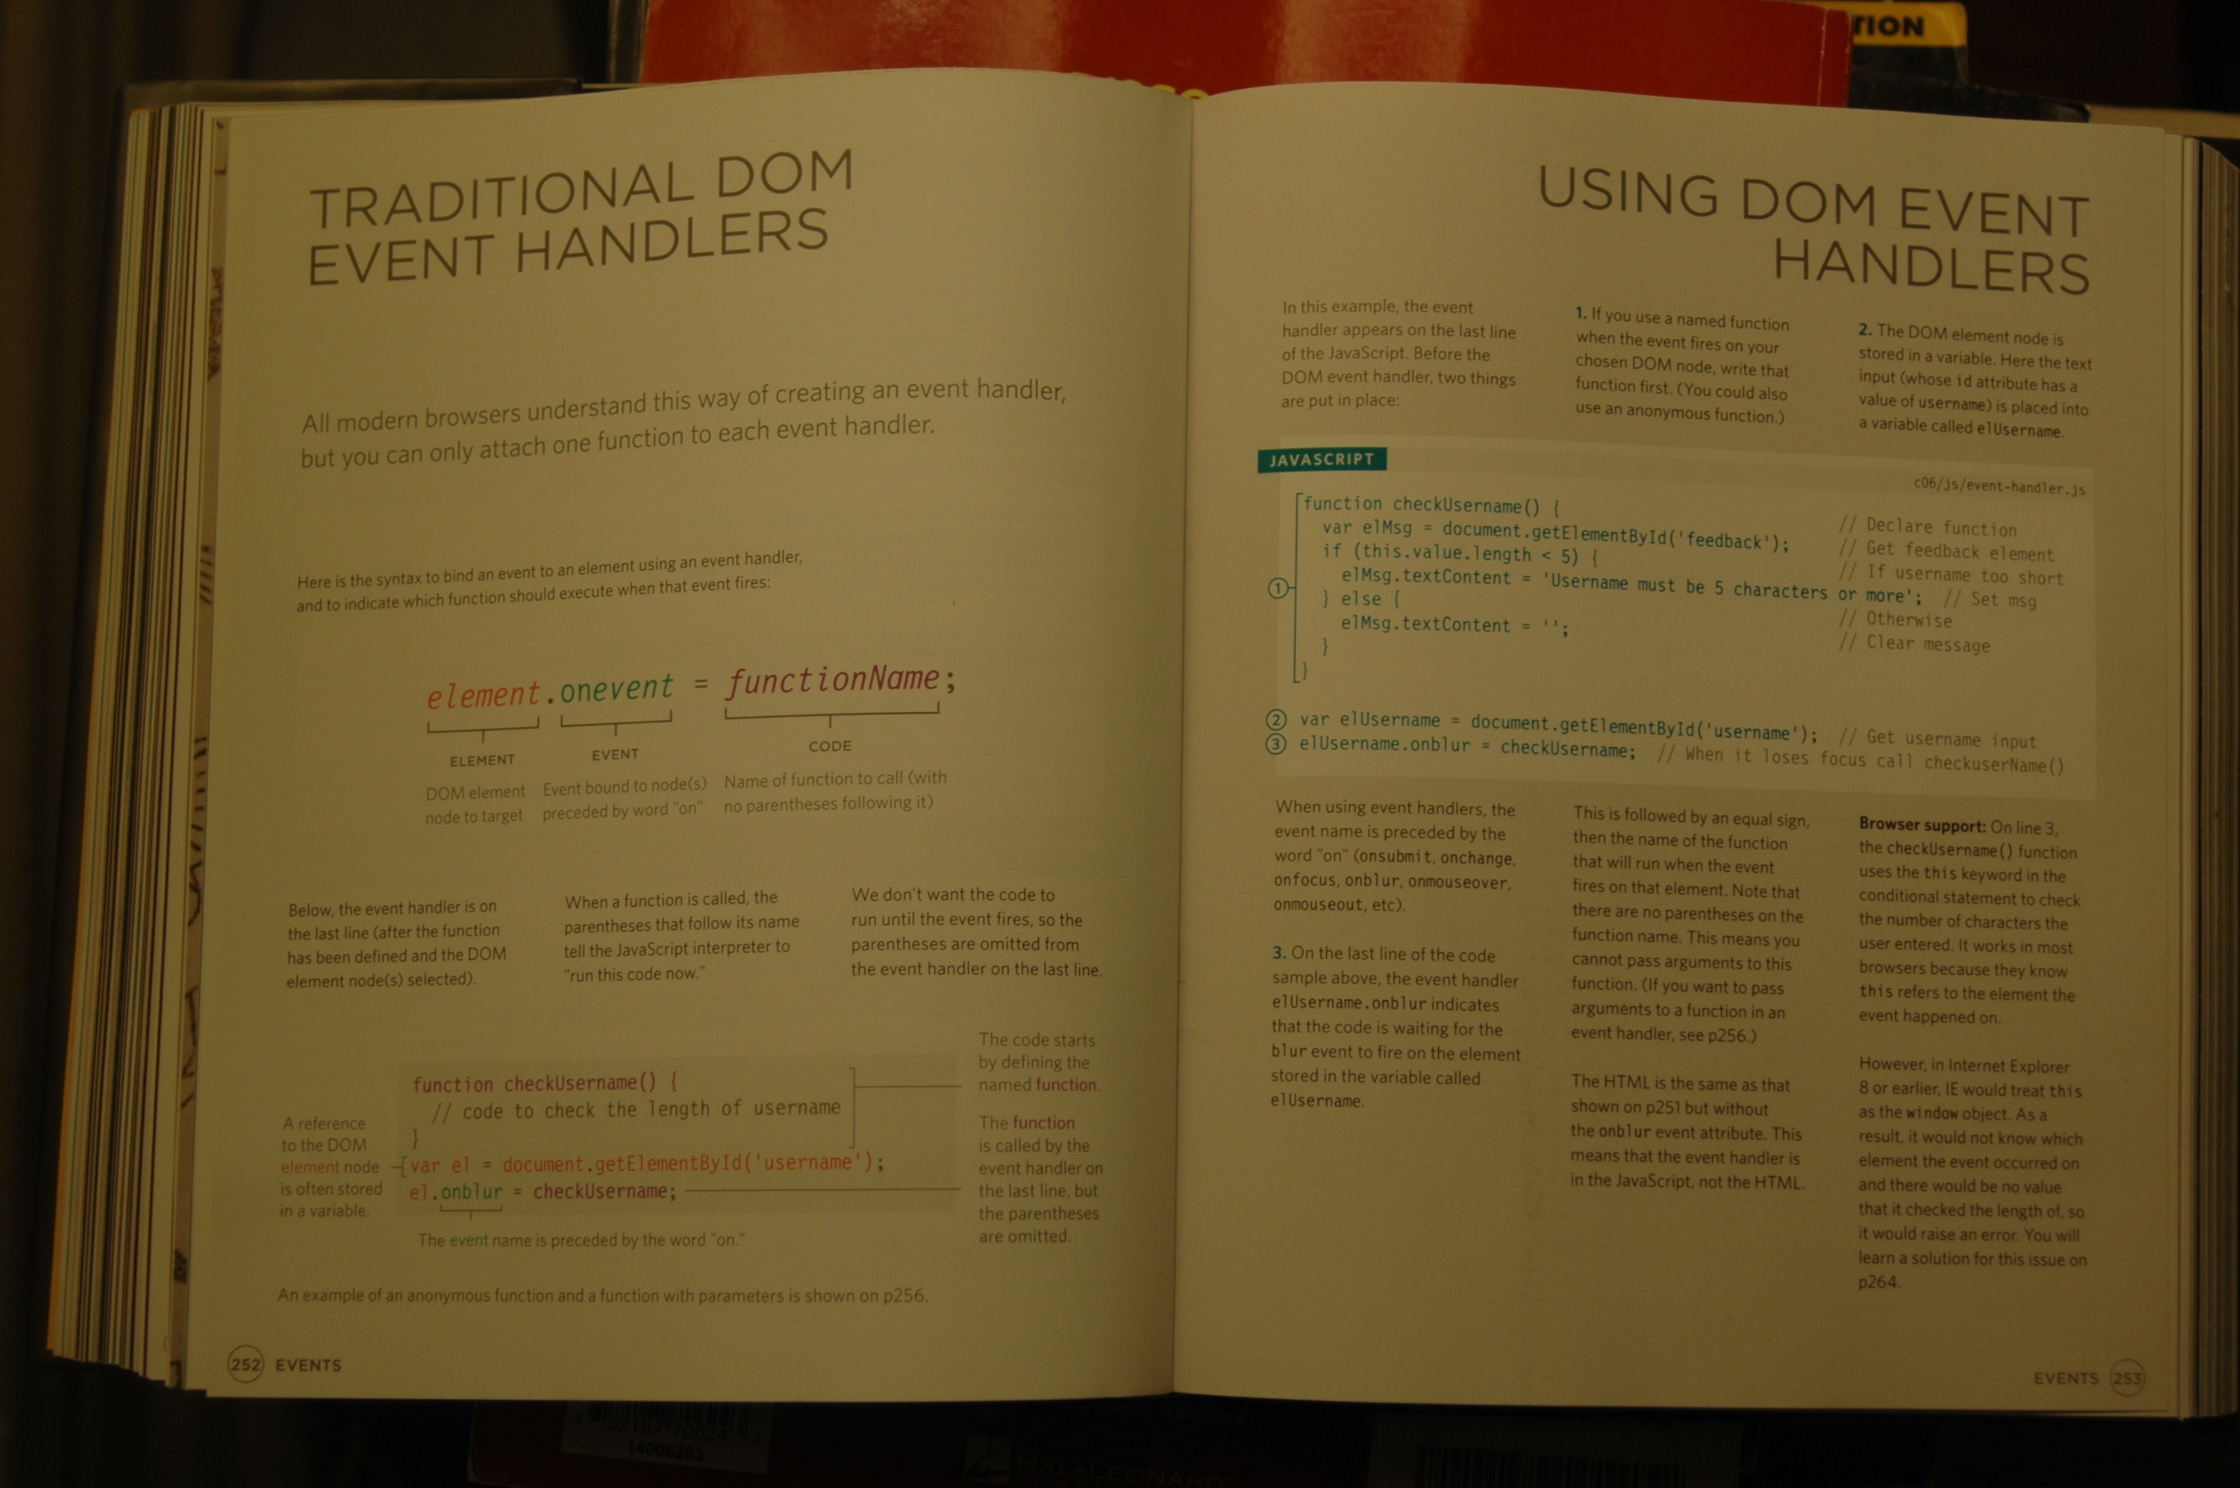 TION
TRADITIONAL DOM
EVENT HANDLERS
All modern browsers understand this way of creating an event handler,
but you can only attach one function to each event handler.
Here is the syntax to bind an event to an element using an event handler,
and to indicate which function should execute when that event fires:
element.onevent = functionName;
ELEMENT
DOM element
node to target
EVENT
Event bound to node(s)
preceded by word "on"
CODE
Name of function to call (with
no parentheses following it)
Below, the event handler is on
the last line (after the function
has been defined and the DOM
element node(s) selected).
When a function is called, the
parentheses that follow its name
tell the JavaScript interpreter to
"run this code now."
We don't want the code to
run until the event fires, so the
parentheses are omitted from
the event handler on the last line.
A reference
to the DOM
element node
is often stored
in a variable.
function checkUsername() {
// code to check the length of username
}
var el = document.getElementById('username');
el.onblur = checkUsername;
The event name is preceded by the word "on."
The code starts
by defining the
named function.
The function
is called by the
event handler on
the last line, but
the parentheses
are omitted.
An example of an anonymous function and a function with parameters is shown on p256.
252 EVENTS
USING DOM EVENT
HANDLERS
In this example, the event
handler appears on the last line
of the JavaScript. Before the
DOM event handler, two things
are put in place:
1. If you use a named function
when the event fires on your
chosen DOM node, write that
function first. (You could also
use an anonymous function.)
2. The DOM element node is
stored in a variable. Here the text
input (whose id attribute has a
value of username) is placed into
a variable called elUsername.
JAVASCRIPT
c06/js/event-handler.js
function checkUsername() { // Declare function
var elMsg = document.getElementById('feedback'); // Get feedback element
if (this.value.length < 5) { // If username too short
① elMsg.textContent = 'Username must be 5 characters or more'; // Set msg
} else { // Otherwise
elMsg.textContent = ''; // Clear message
}
}
② var elUsername = document.getElementById('username'); // Get username input
③ elUsername.onblur = checkUsername; // When it loses focus call checkuserName()
When using event handlers, the
event name is preceded by the
word "on" (onsubmit, onchange,
onfocus, onblur, onmouseover,
onmouseout, etc).
3. On the last line of the code
sample above, the event handler
elUsername.onblur indicates
that the code is waiting for the
blur event to fire on the element
stored in the variable called
elUsername.
This is followed by an equal sign,
then the name of the function
that will run when the event
fires on that element. Note that
there are no parentheses on the
function name. This means you
cannot pass arguments to this
function. (If you want to pass
arguments to a function in an
event handler, see p256.)
The HTML is the same as that
shown on p251 but without
the onblur event attribute. This
means that the event handler is
in the JavaScript, not the HTML.
Browser support: On line 3,
the checkUsername() function
uses the this keyword in the
conditional statement to check
the number of characters the
user entered. It works in most
browsers because they know
this refers to the element the
event happened on.
However, in Internet Explorer
8 or earlier, IE would treat this
as the window object. As a
result, it would not know which
element the event occurred on
and there would be no value
that it checked the length of, so
it would raise an error. You will
learn a solution for this issue on
p264.
EVENTS 253
14006263
HAL•LEONARD